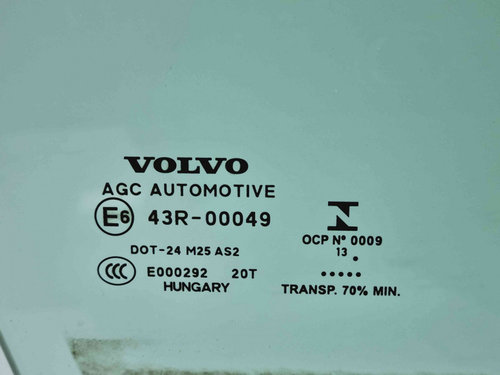 VOLVO
AGC AUTOMOTIVE
E6 43R-00049
DOT-24 M25 AS2
CCC E000292 20T
HUNGARY
N
OCP Nº 0009
13
TRANSP. 70% MIN.